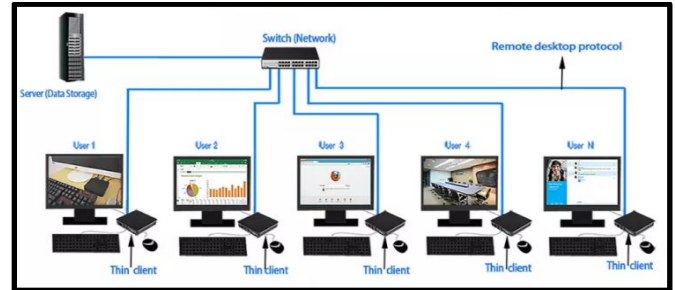 Switch (Network)
Remote desktop protocol
Server (Data Storage)
User 1
User 2
User 3
User 4
User N
Thin client
Thin client
Thin client
Thin client
Thin client